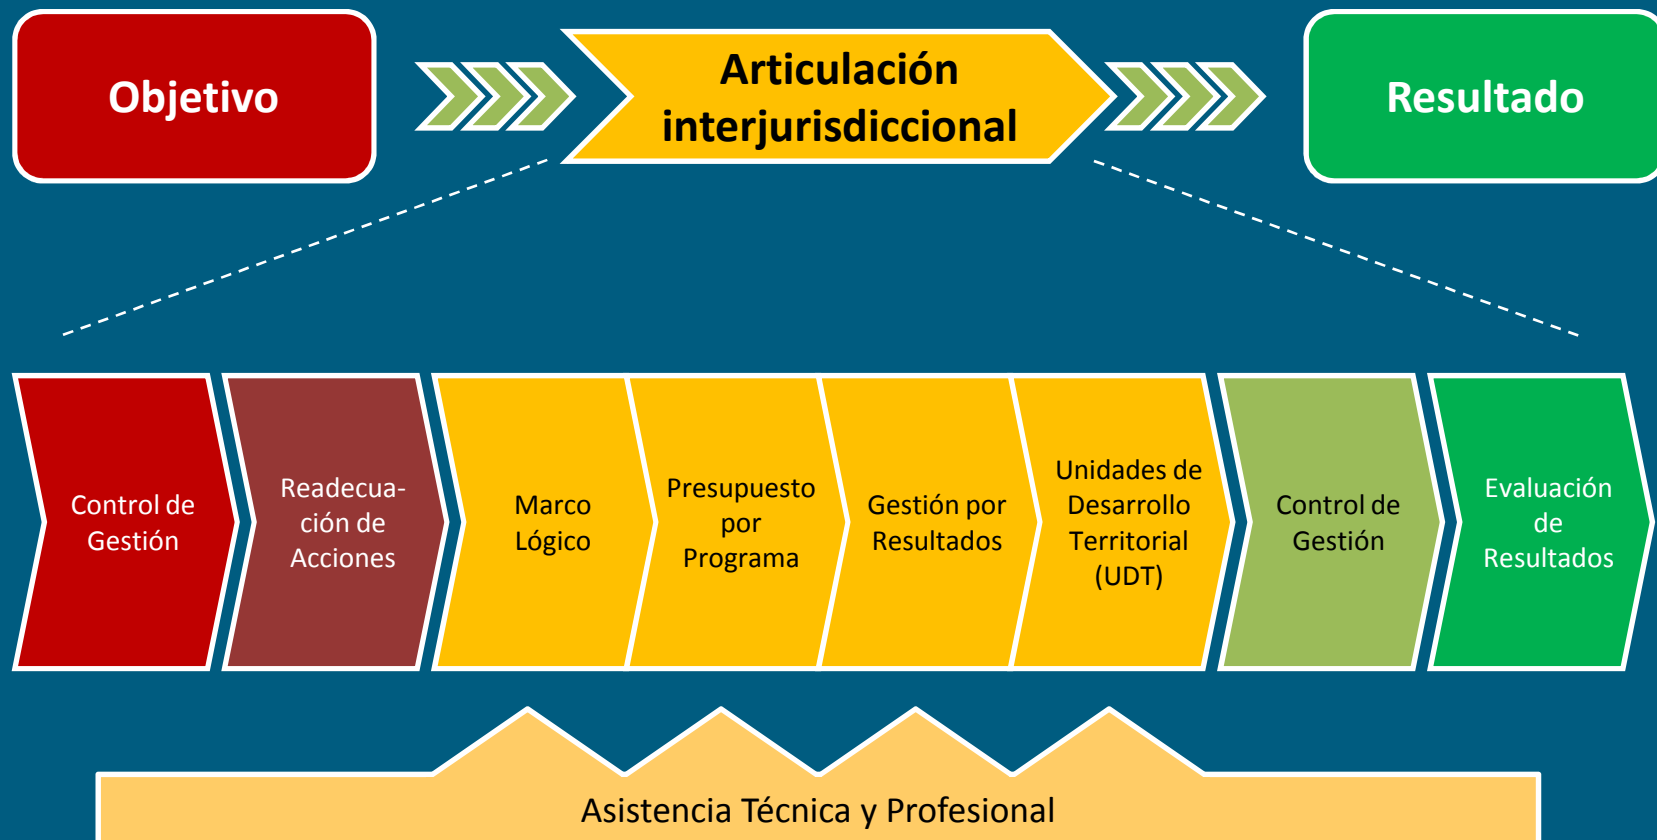 Objetivo
Articulación
interjurisdiccional
Resultado
Control de
Gestión
Readecua-
ción de
Acciones
Marco
Lógico
Presupuesto
por
Programa
Gestión por
Resultados
Unidades de
Desarrollo
Territorial
(UDT)
Control de
Gestión
Evaluación
de
Resultados
Asistencia Técnica y Profesional